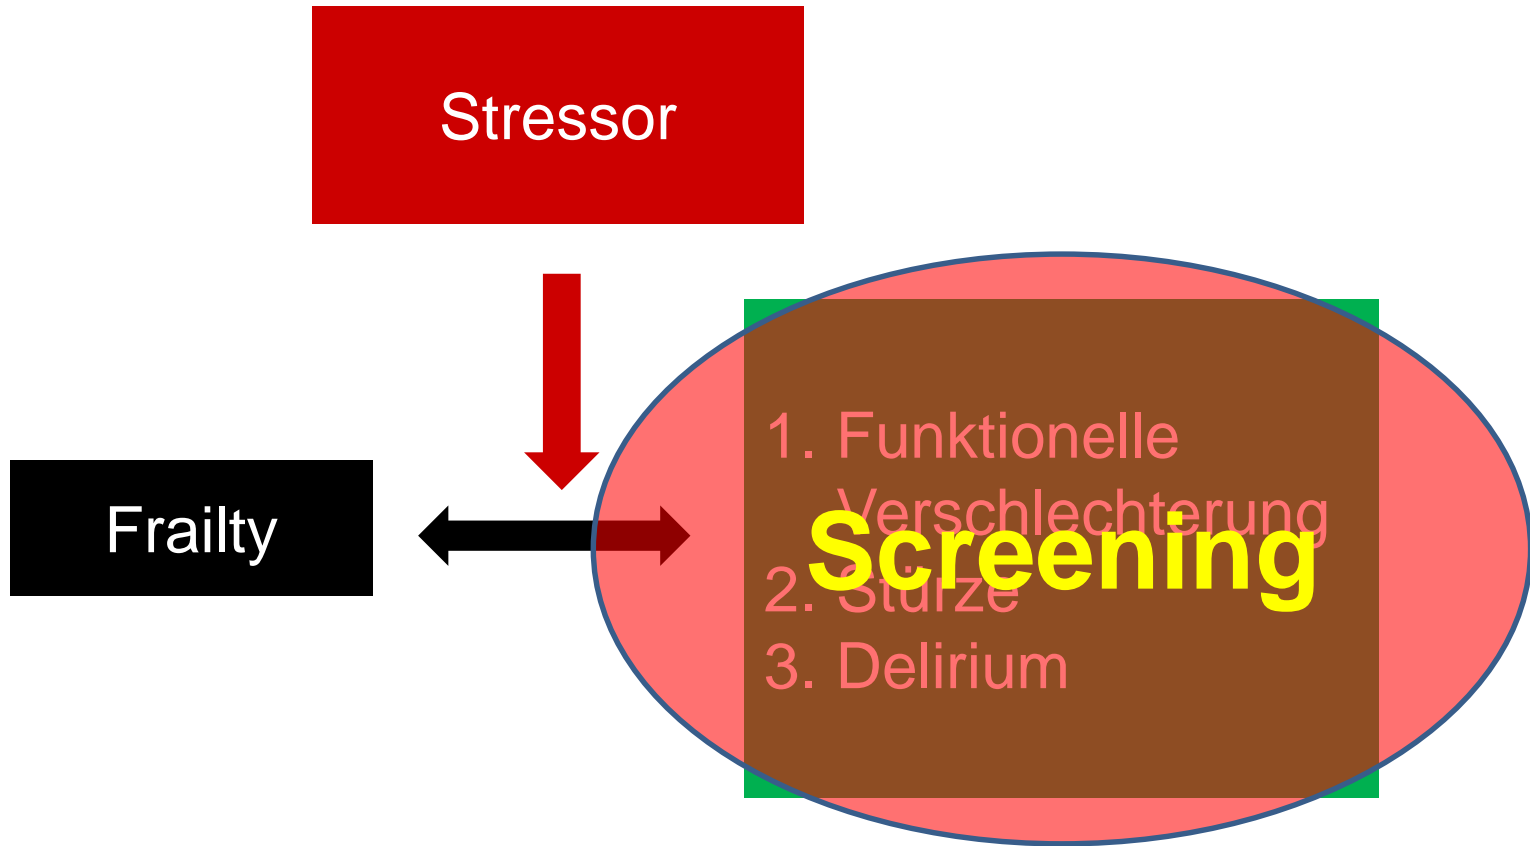 Stressor
Frailty
1. Funktionelle
Verschlechterung
2. Stürze
3. Delirium
Screening